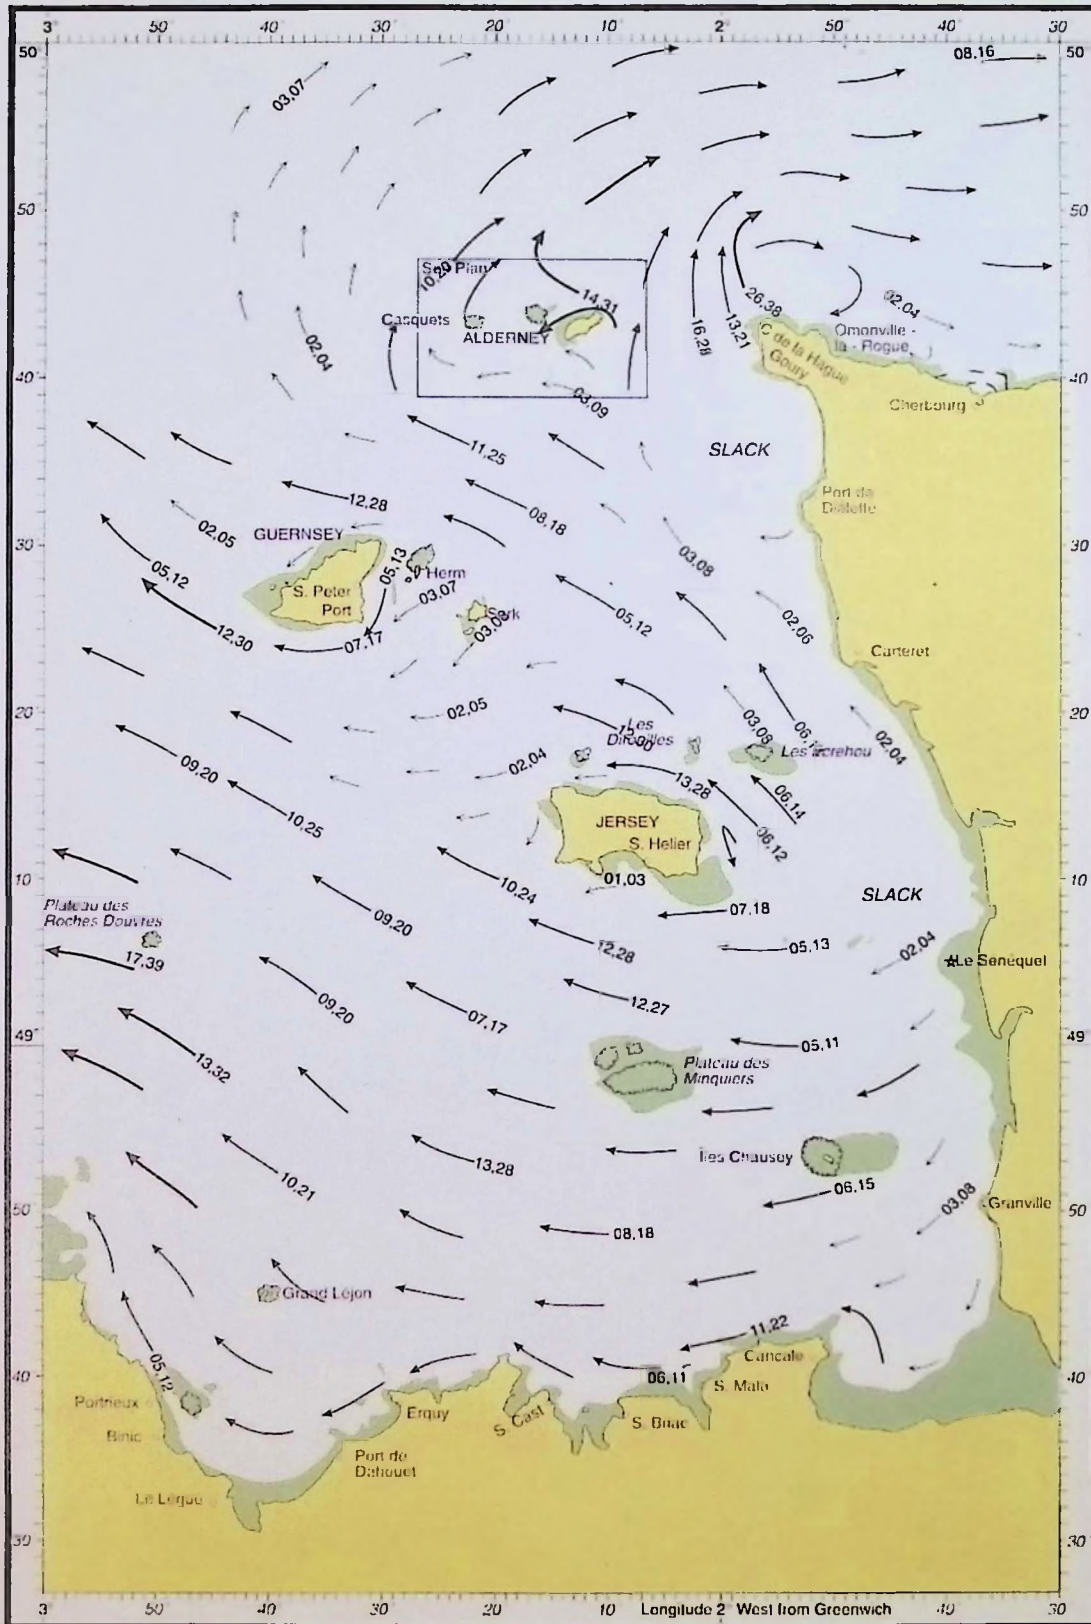 3 50 40 30 20 10 2 50 40 30
50 08,16 50
03,07
50 50
See Plan
10,20
Casquets
14,31
ALDERNEY
26,38
02,04
16,28
13,21
C de la Hague
Goury
Omonville -
la - Rogue
02,04
40 40
03,09
Cherbourg
11,25
SLACK
12,28
08,18
Port de
Dielette
02,05
GUERNSEY
30 30
05,13
Herm
03,08
05,12
S. Peter
Port
03,07
Sark
05,12
02,06
12,30
07,17
03,08
Carteret
20 20
02,05
Les
Dirouilles
03,08
02,04
Les Ecrehou
09,20
02,04
13,28
06,14
10,25
JERSEY
S. Helier
06,12
10 10
10,24
01,03
SLACK
Plateau des
Roches Douvres
09,20
07,18
17,39
12,28
05,13
02,04
Le Senéquel
09,20
07,17
12,27
49 49
13,32
05,11
Plateau des
Minquiers
10,21
13,28
Îles Chausey
06,15
50 50
03,08
Granville
08,18
Grand Léjon
11,22
Cancale
40 40
05,12
06,11
S. Malo
Portrieux
Erquy
S. Cast
S. Briac
Binic
Port de
Dahouet
Le Légué
30 30
3 50 40 30 20 10 Longitude 2 West from Greenwich 40 30